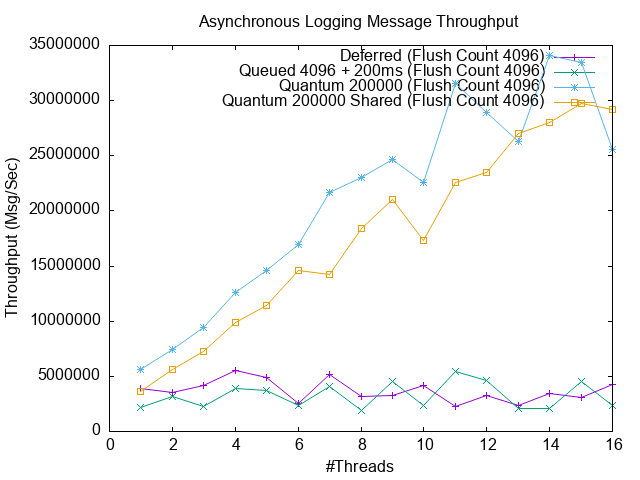 Asynchronous Logging Message Throughput
35000000
30000000
25000000
20000000
15000000
10000000
5000000
0
Throughput (Msg/Sec)
Deferred (Flush Count 4096)
Queued 4096 + 200ms (Flush Count 4096)
Quantum 200000 (Flush Count 4096)
Quantum 200000 Shared (Flush Count 4096)
0 2 4 6 8 10 12 14 16
#Threads